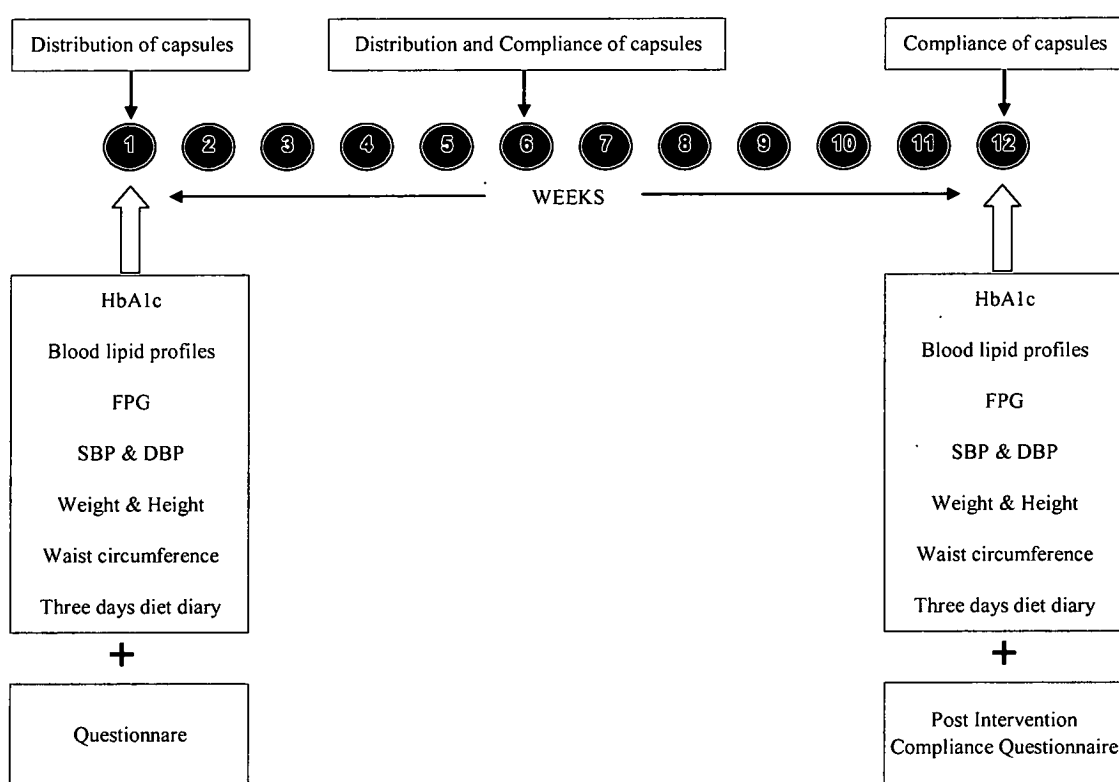 Distribution of capsules
Distribution and Compliance of capsules
Compliance of capsules
1 2 3 4 5 6 7 8 9 10 11 12
WEEKS
HbA1c
Blood lipid profiles
FPG
SBP & DBP
Weight & Height
Waist circumference
Three days diet diary
+
Questionnare
HbA1c
Blood lipid profiles
FPG
SBP & DBP
Weight & Height
Waist circumference
Three days diet diary
+
Post Intervention
Compliance Questionnaire